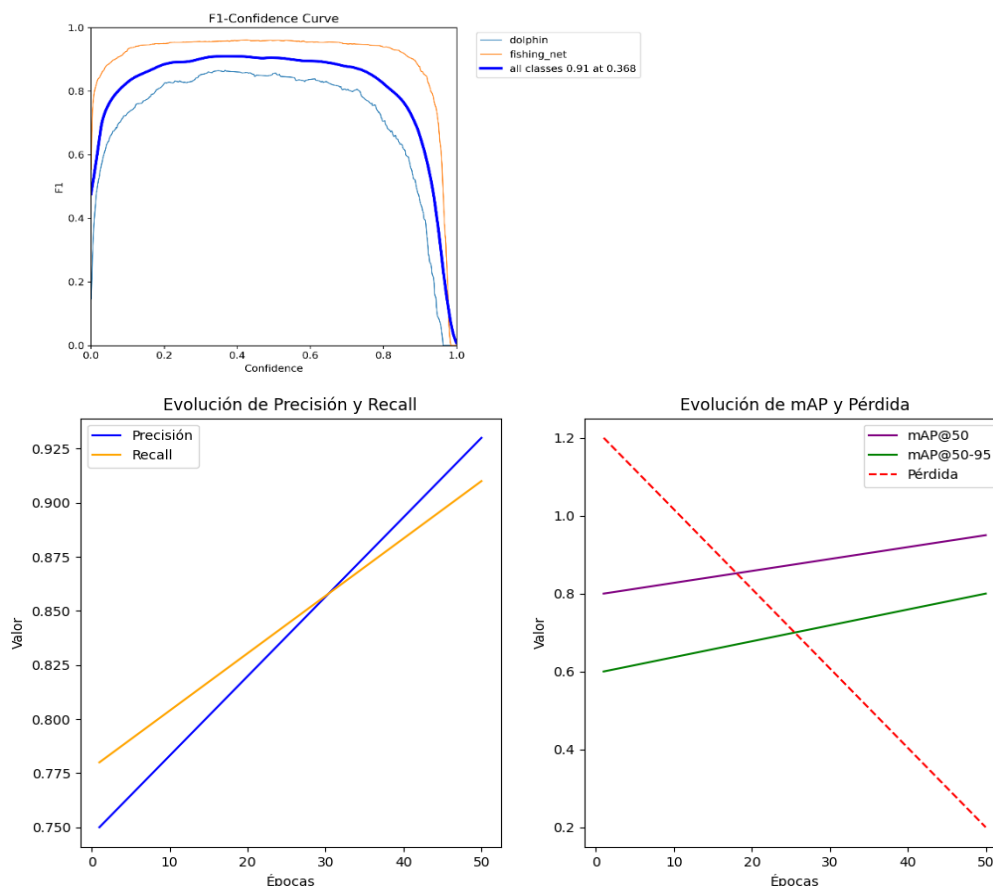 F1-Confidence Curve
1.0
0.8
0.6
0.4
0.2
0.0
F1
0.0 0.2 0.4 0.6 0.8 1.0
Confidence
dolphin
fishing_net
all classes 0.91 at 0.368
Evolución de Precisión y Recall
Precisión
Recall
0.925
0.900
0.875
0.850
0.825
0.800
0.775
0.750
Valor
0 10 20 30 40 50
Épocas
Evolución de mAP y Pérdida
mAP@50
mAP@50-95
Pérdida
1.2
1.0
0.8
0.6
0.4
0.2
Valor
0 10 20 30 40 50
Épocas